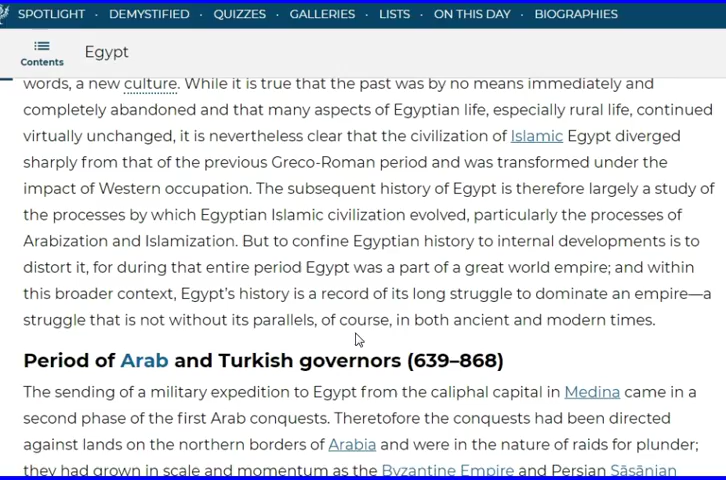 SPOTLIGHT · DEMYSTIFIED · QUIZZES · GALLERIES · LISTS · ON THIS DAY · BIOGRAPHIES
Contents
Egypt
words, a new culture. While it is true that the past was by no means immediately and
completely abandoned and that many aspects of Egyptian life, especially rural life, continued
virtually unchanged, it is nevertheless clear that the civilization of Islamic Egypt diverged
sharply from that of the previous Greco-Roman period and was transformed under the
impact of Western occupation. The subsequent history of Egypt is therefore largely a study of
the processes by which Egyptian Islamic civilization evolved, particularly the processes of
Arabization and Islamization. But to confine Egyptian history to internal developments is to
distort it, for during that entire period Egypt was a part of a great world empire; and within
this broader context, Egypt’s history is a record of its long struggle to dominate an empire—a
struggle that is not without its parallels, of course, in both ancient and modern times.
Period of Arab and Turkish governors (639–868)
The sending of a military expedition to Egypt from the caliphal capital in Medina came in a
second phase of the first Arab conquests. Theretofore the conquests had been directed
against lands on the northern borders of Arabia and were in the nature of raids for plunder;
they had grown in scale and momentum as the Byzantine Empire and Persian Sāsānian